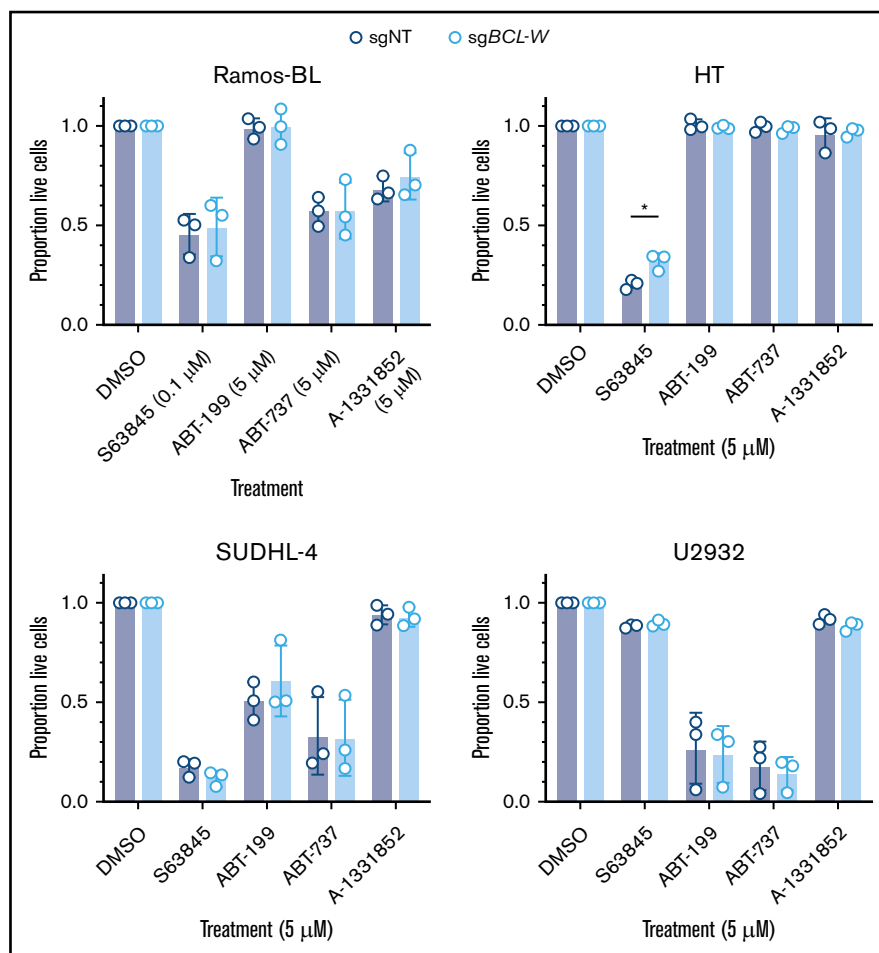 sgNT sgBCL-W
Ramos-BL
Proportion live cells
1.0
0.5
0.0
DMSO
S63845 (0.1 μM)
ABT-199 (5 μM)
ABT-737 (5 μM)
A-1331852
(5 μM)
Treatment
HT
Proportion live cells
1.0
0.5
0.0
*
DMSO
S63845
ABT-199
ABT-737
A-1331852
Treatment (5 μM)
SUDHL-4
Proportion live cells
1.0
0.5
0.0
DMSO
S63845
ABT-199
ABT-737
A-1331852
Treatment (5 μM)
U2932
Proportion live cells
1.0
0.5
0.0
DMSO
S63845
ABT-199
ABT-737
A-1331852
Treatment (5 μM)